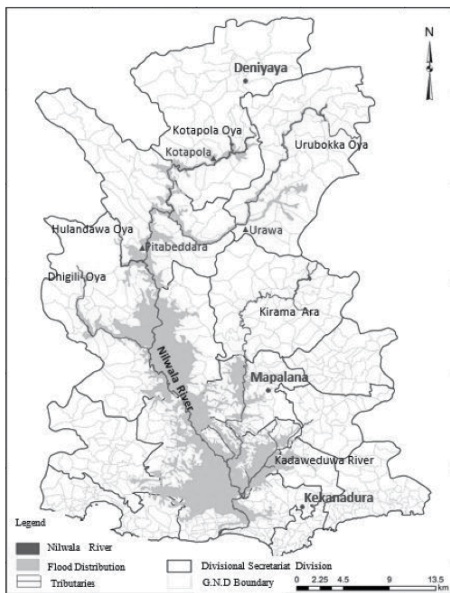 N
Deniyaya
Kotapola Oya
Kotapola
Urubokka Oya
Hulandawa Oya
Pitabeddara
Urawa
Dhigili Oya
Kirama Ara
Nilwala River
Mapalana
Kadaweduwa River
Kekanadura
Legend
Nilwala River
Flood Distribution
Tributaries
Divisional Secretariat Division
G.N.D Boundary
0 2.25 4.5 9 13.5
km